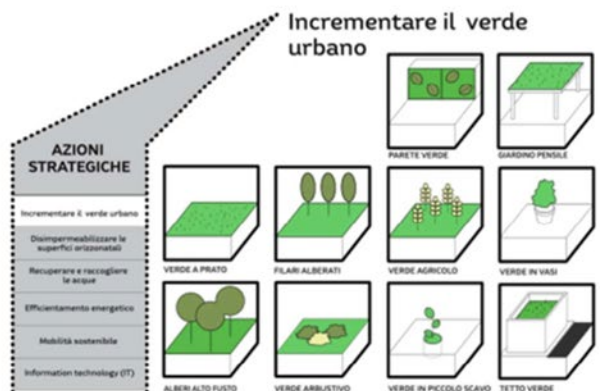 Incrementare il verde
urbano
AZIONI
STRATEGICHE
Incrementare il verde urbano
Disimpermeabilizzare le
superfici orizzonatali
Recuperare e raccogliere
le acque
Efficientamento energetico
Mobilità sostenibile
Information technology (IT)
PARETE VERDE
GIARDINO PENSILE
VERDE A PRATO
FILARI ALBERATI
VERDE AGRICOLO
VERDE IN VASI
ALBERI ALTO FUSTO
VERDE ARBUSTIVO
VERDE IN PICCOLO SCAVO
TETTO VERDE